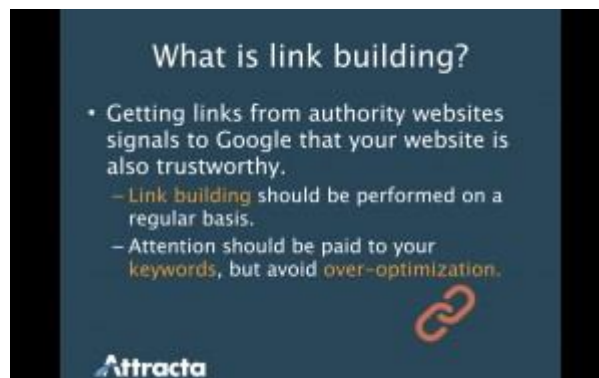 What is link building?
• Getting links from authority websites
signals to Google that your website is
also trustworthy.
– Link building should be performed on a
regular basis.
– Attention should be paid to your
keywords, but avoid over-optimization.
Attracta